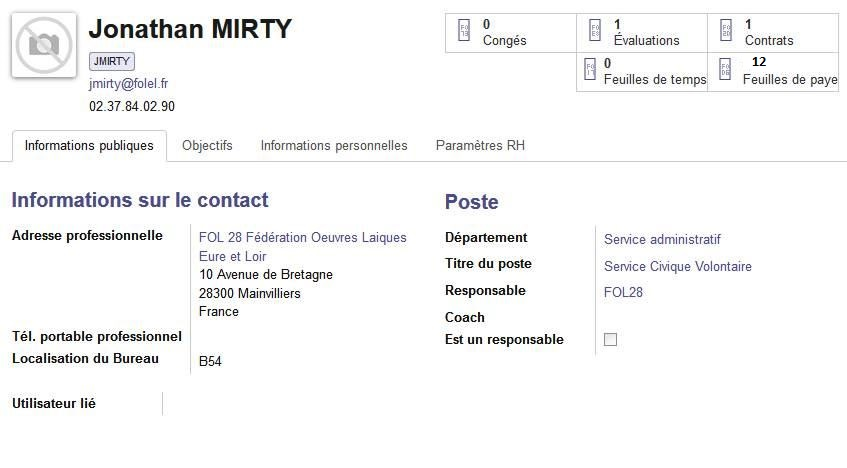 Jonathan MIRTY
JMIRTY
jmirty@folel.fr
02.37.84.02.90
0
Congés
1
Évaluations
1
Contrats
0
Feuilles de temps
12
Feuilles de paye
Informations publiques
Objectifs
Informations personnelles
Paramètres RH
Informations sur le contact
Adresse professionnelle
FOL 28 Fédération Oeuvres Laiques
Eure et Loir
10 Avenue de Bretagne
28300 Mainvilliers
France
Tél. portable professionnel
Localisation du Bureau
B54
Utilisateur lié
Poste
Département
Service administratif
Titre du poste
Service Civique Volontaire
Responsable
FOL28
Coach
Est un responsable